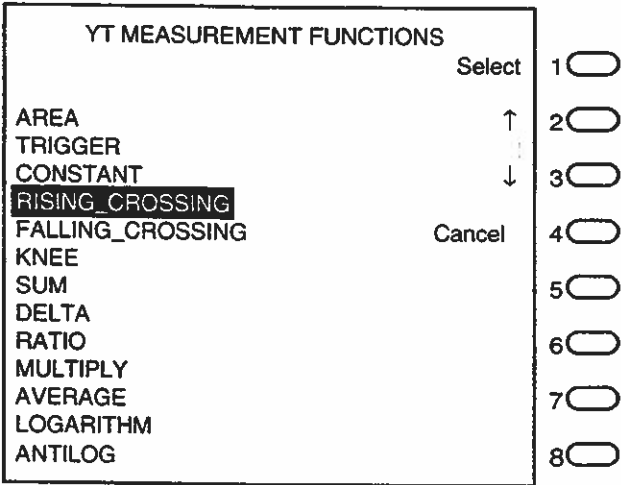 YT MEASUREMENT FUNCTIONS
Select 1
AREA ↑ 2
TRIGGER
CONSTANT ↓ 3
RISING_CROSSING
FALLING_CROSSING Cancel 4
KNEE
SUM 5
DELTA
RATIO 6
MULTIPLY
AVERAGE 7
LOGARITHM
ANTILOG 8